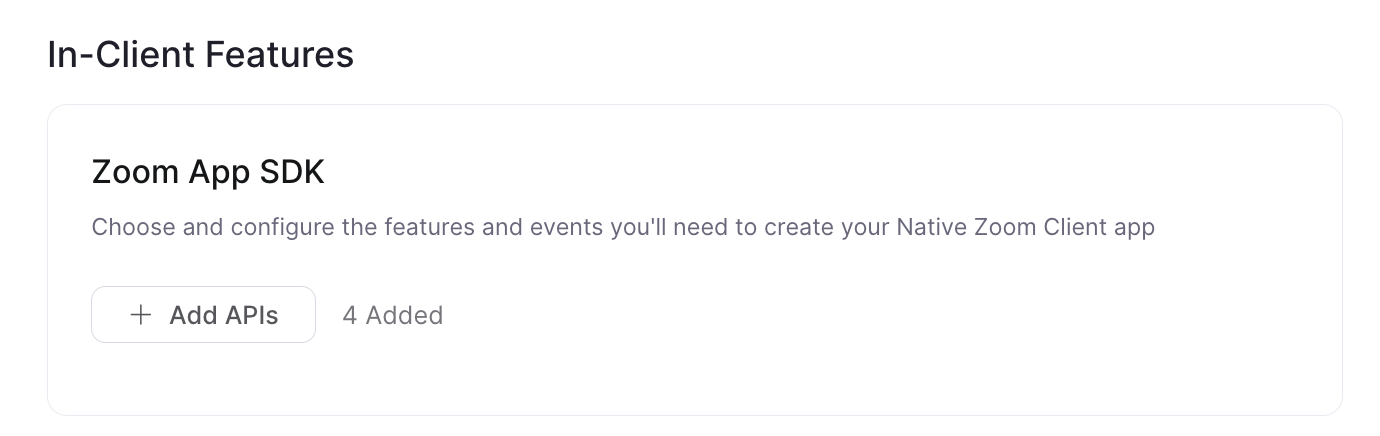 In-Client Features
Zoom App SDK
Choose and configure the features and events you'll need to create your Native Zoom Client app
+ Add APIs 4 Added